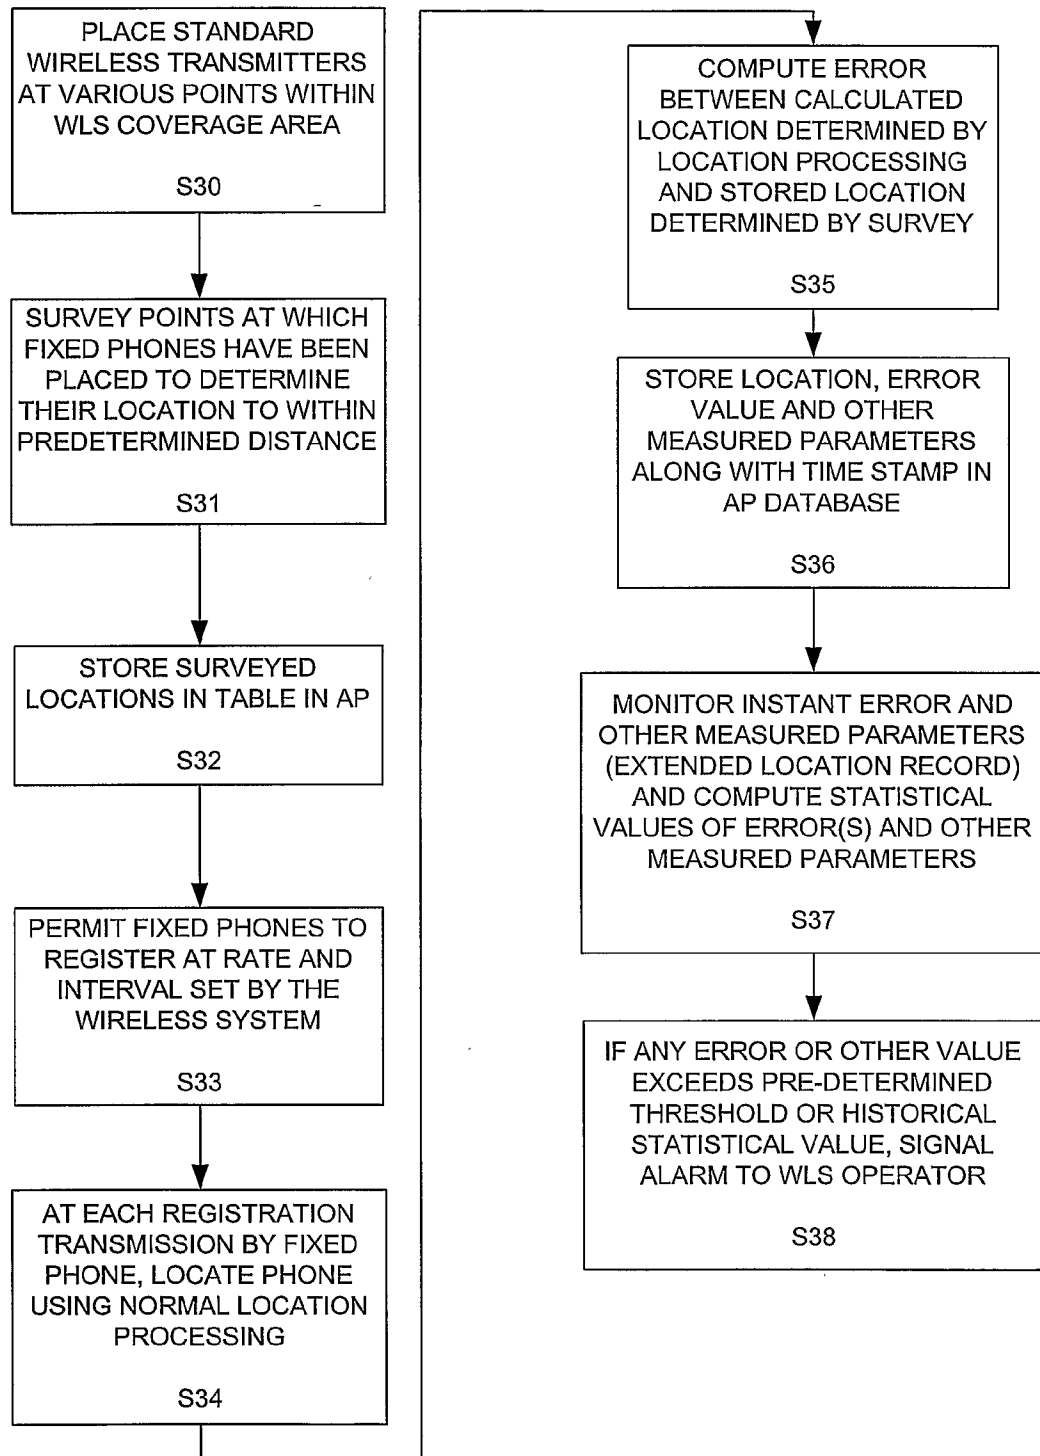 PLACE STANDARD
WIRELESS TRANSMITTERS
AT VARIOUS POINTS WITHIN
WLS COVERAGE AREA
S30
SURVEY POINTS AT WHICH
FIXED PHONES HAVE BEEN
PLACED TO DETERMINE
THEIR LOCATION TO WITHIN
PREDETERMINED DISTANCE
S31
STORE SURVEYED
LOCATIONS IN TABLE IN AP
S32
PERMIT FIXED PHONES TO
REGISTER AT RATE AND
INTERVAL SET BY THE
WIRELESS SYSTEM
S33
AT EACH REGISTRATION
TRANSMISSION BY FIXED
PHONE, LOCATE PHONE
USING NORMAL LOCATION
PROCESSING
S34
COMPUTE ERROR
BETWEEN CALCULATED
LOCATION DETERMINED BY
LOCATION PROCESSING
AND STORED LOCATION
DETERMINED BY SURVEY
S35
STORE LOCATION, ERROR
VALUE AND OTHER
MEASURED PARAMETERS
ALONG WITH TIME STAMP IN
AP DATABASE
S36
MONITOR INSTANT ERROR AND
OTHER MEASURED PARAMETERS
(EXTENDED LOCATION RECORD)
AND COMPUTE STATISTICAL
VALUES OF ERROR(S) AND OTHER
MEASURED PARAMETERS
S37
IF ANY ERROR OR OTHER VALUE
EXCEEDS PRE-DETERMINED
THRESHOLD OR HISTORICAL
STATISTICAL VALUE, SIGNAL
ALARM TO WLS OPERATOR
S38